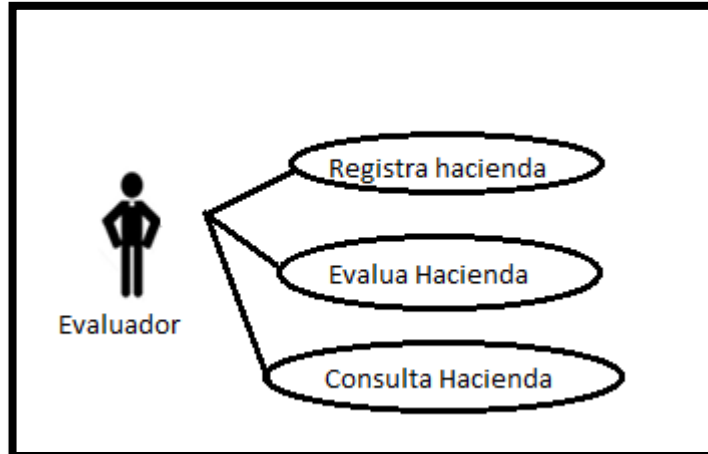 Registra hacienda
Evalua Hacienda
Evaluador
Consulta Hacienda